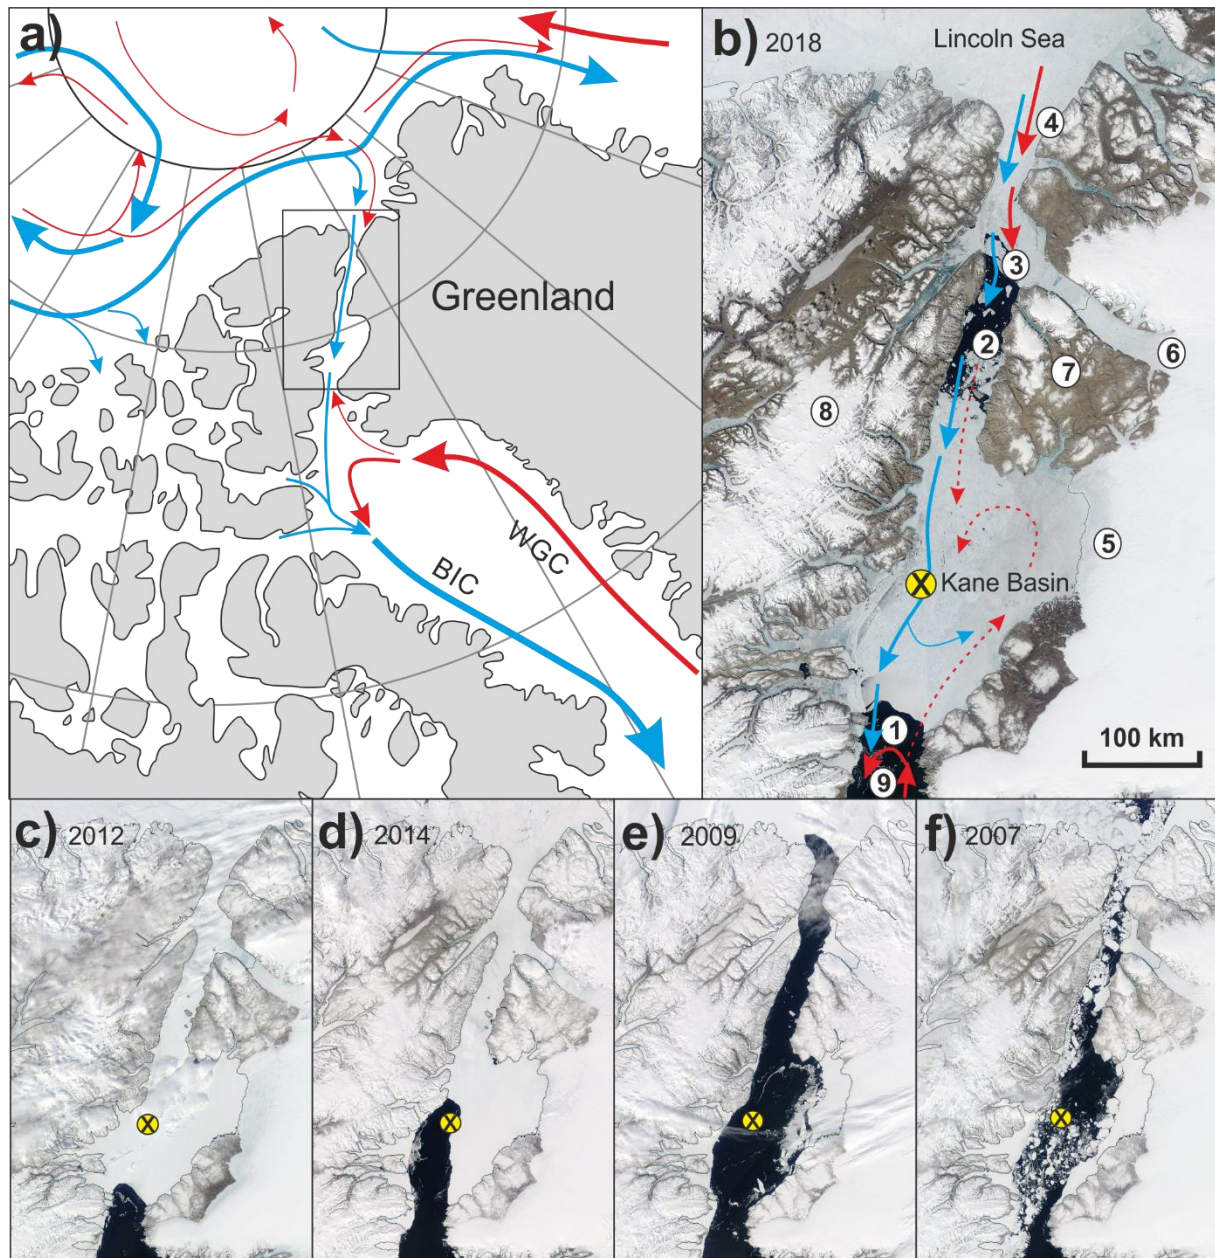 a)
Greenland
WGC
BIC
b) 2018
Lincoln Sea
4
3
2
6
7
8
5
X
Kane Basin
1
9
100 km
c) 2012
X
d) 2014
X
e) 2009
X
f) 2007
X